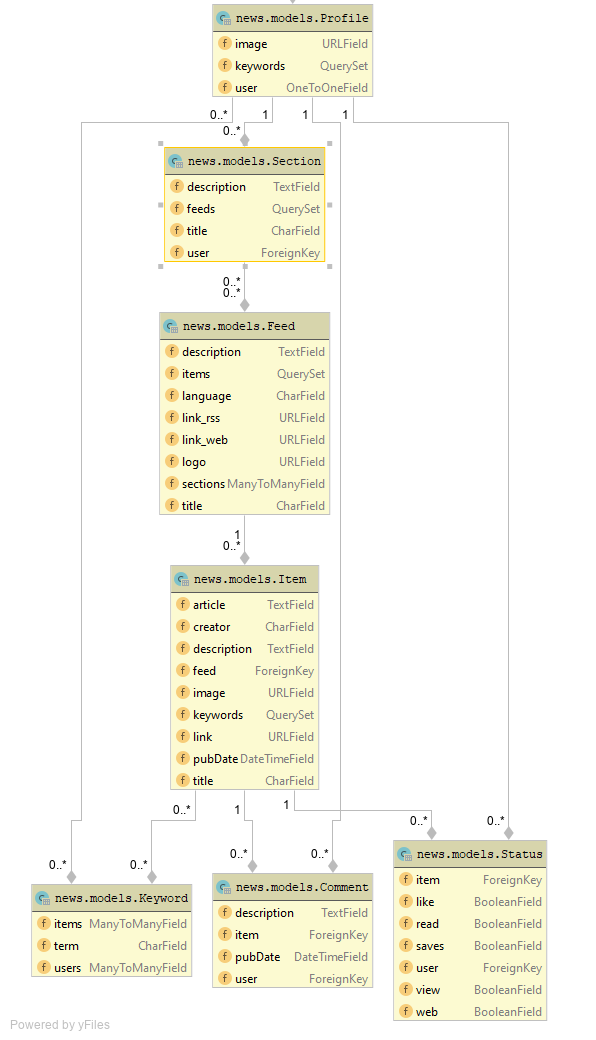 news.models.Profile
image URLField
keywords QuerySet
user OneToOneField
0..* 1 1 1
0..*
news.models.Section
description TextField
feeds QuerySet
title CharField
user ForeignKey
0..*
0..*
news.models.Feed
description TextField
items QuerySet
language CharField
link_rss URLField
link_web URLField
logo URLField
sections ManyToManyField
title CharField
1
0..*
news.models.Item
article TextField
creator CharField
description TextField
feed ForeignKey
image URLField
keywords QuerySet
link URLField
pubDate DateTimeField
title CharField
0..* 1 1
0..* 0..*
0..* 0..* 0..* 0..*
news.models.Keyword
items ManyToManyField
term CharField
users ManyToManyField
news.models.Comment
description TextField
item ForeignKey
pubDate DateTimeField
user ForeignKey
news.models.Status
item ForeignKey
like BooleanField
read BooleanField
saves BooleanField
user ForeignKey
view BooleanField
web BooleanField
Powered by yFiles